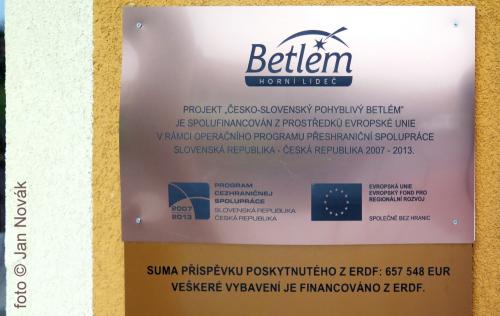 Betlém
HORNÍ LIDEČ
PROJEKT „ČESKO-SLOVENSKÝ POHYBLIVÝ BETLÉM"
JE SPOLUFINANCOVÁN Z PROSTŘEDKŮ EVROPSKÉ UNIE
V RÁMCI OPERAČNÍHO PROGRAMU PŘESHRANIČNÍ SPOLUPRÁCE
SLOVENSKÁ REPUBLIKA - ČESKÁ REPUBLIKA 2007 - 2013.
2007
2013
PROGRAM
CEZHRANIČNEJ
SPOLUPRÁCE
SLOVENSKÁ REPUBLIKA
ČESKÁ REPUBLIKA
EVROPSKÁ UNIE
EVROPSKÝ FOND PRO
REGIONÁLNÍ ROZVOJ
SPOLEČNĚ BEZ HRANIC
SUMA PŘÍSPĚVKU POSKYTNUTÉHO Z ERDF: 657 548 EUR
VEŠKERÉ VYBAVENÍ JE FINANCOVÁNO Z ERDF.
foto © Jan Novák